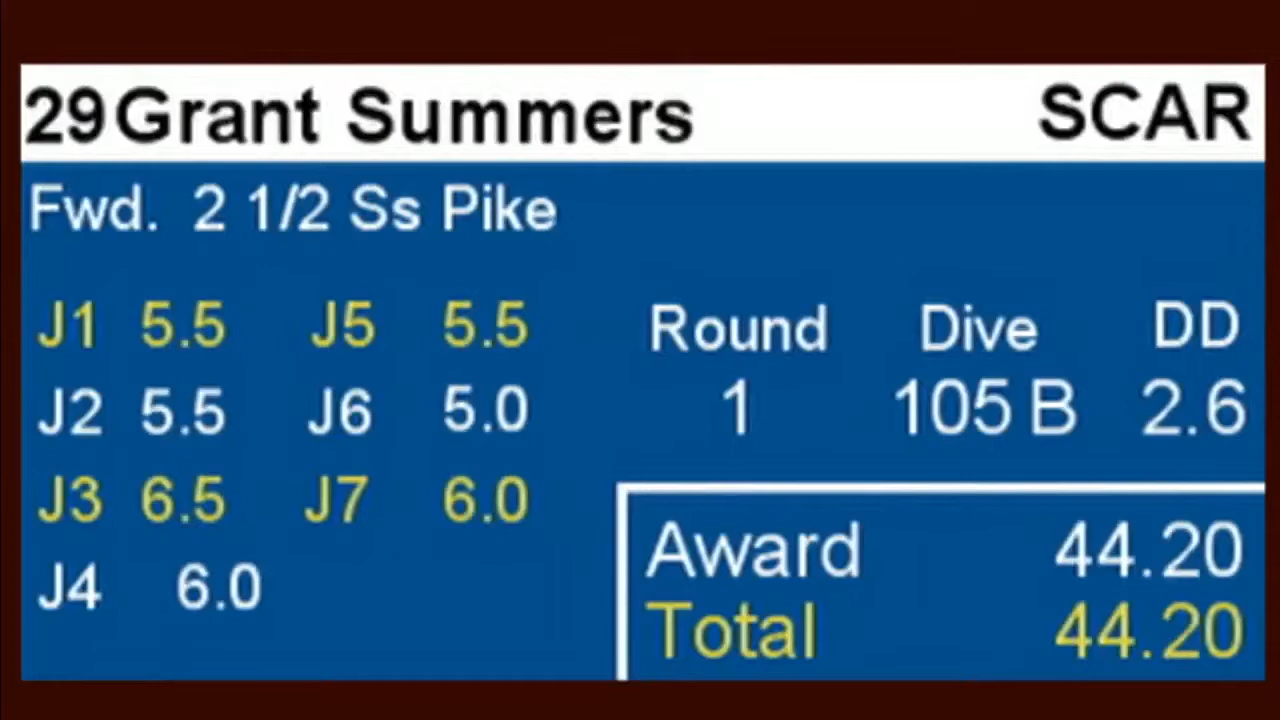 29 Grant Summers SCAR
Fwd. 2 1/2 Ss Pike
J1 5.5 J5 5.5 Round Dive DD
J2 5.5 J6 5.0 1 105 B 2.6
J3 6.5 J7 6.0
J4 6.0
Award 44.20
Total 44.20